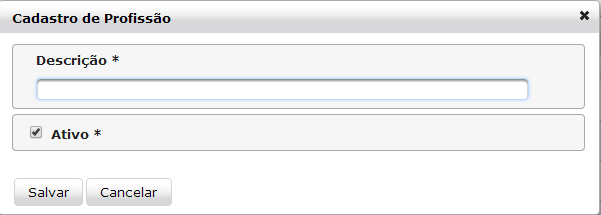 Cadastro de Profissão
Descrição *
Ativo *
Salvar Cancelar